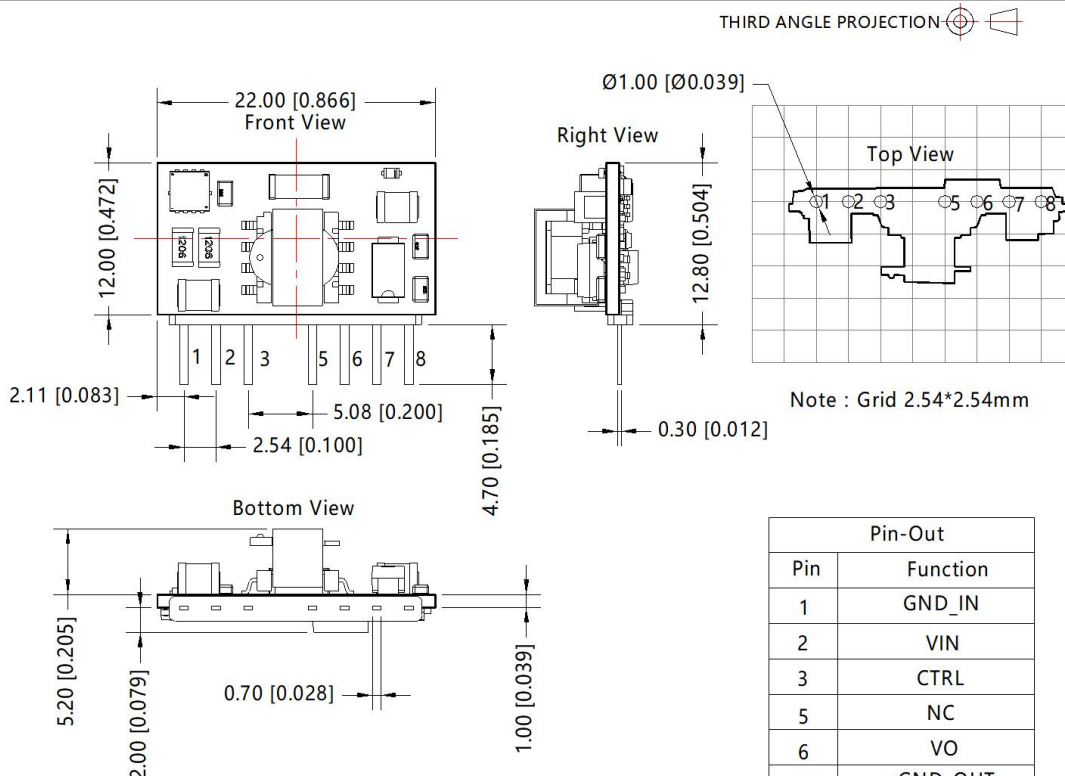 THIRD ANGLE PROJECTION
22.00 [0.866]
Front View
12.00 [0.472]
1206
1206
1
2
3
5
6
7
8
2.11 [0.083]
5.08 [0.200]
2.54 [0.100]
4.70 [0.185]
Right View
12.80 [0.504]
0.30 [0.012]
Ø1.00 [Ø0.039]
Top View
1
2
3
5
6
7
8
Note : Grid 2.54*2.54mm
Bottom View
5.20 [0.205]
2.00 [0.079]
0.70 [0.028]
1.00 [0.039]
Pin-Out
Pin Function
1 GND_IN
2 VIN
3 CTRL
5 NC
6 VO
GND_OUT